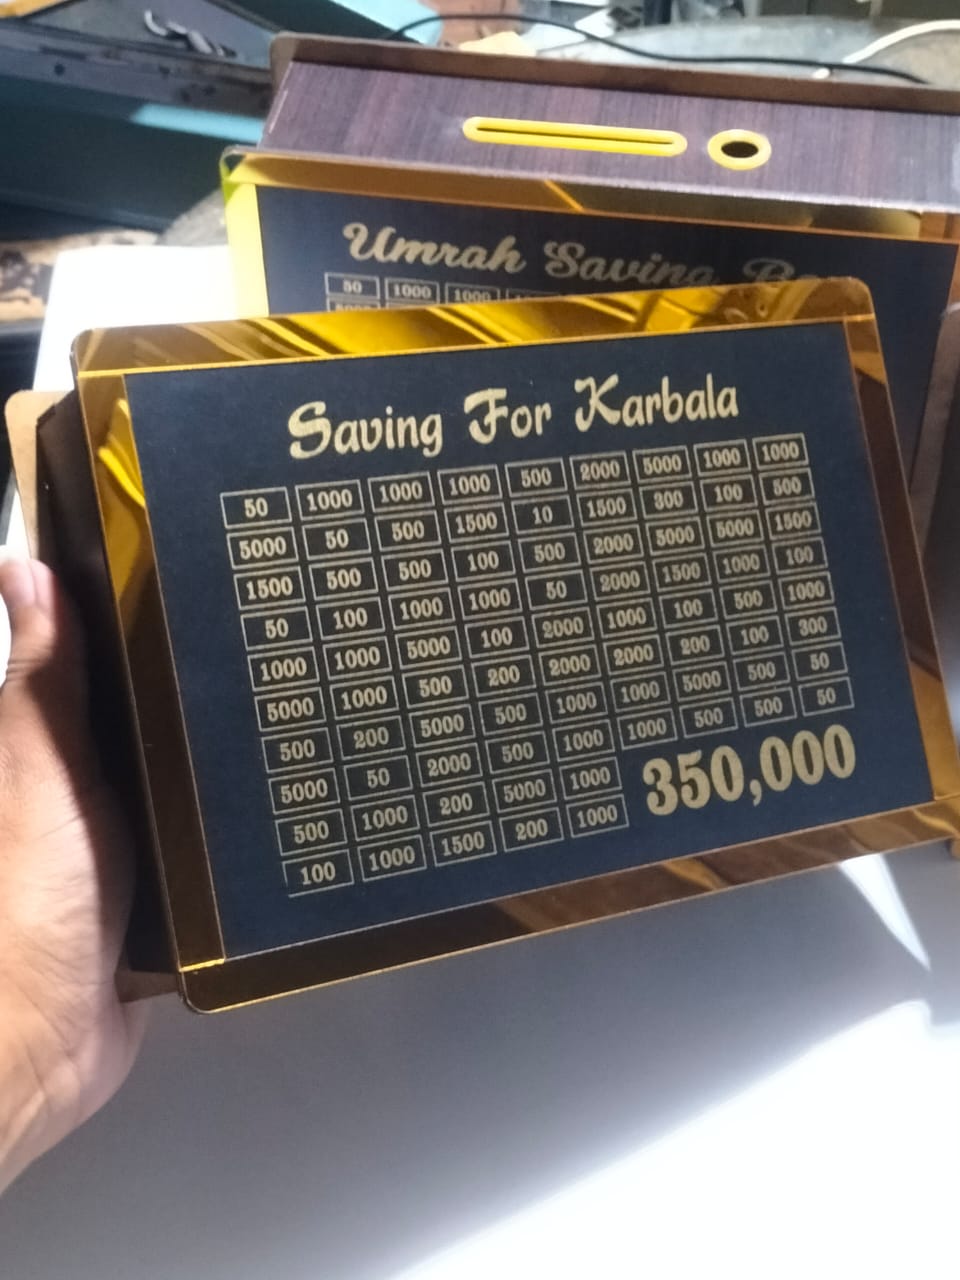 Umrah Saving
50 1000 1000
Saving For Karbala
50 1000 1000 1000 500 2000 5000 1000 1000
5000 50 500 1500 10 1500 300 100 500
1500 500 500 100 500 2000 5000 5000 1500
50 100 1000 1000 50 2000 1500 1000 100
1000 1000 5000 100 2000 1000 100 500 1000
5000 1000 500 200 2000 2000 200 100 300
500 200 5000 500 1000 1000 5000 500 50
5000 50 2000 500 1000 1000 500 500 50
500 1000 200 5000 1000
100 1000 1500 200 1000
350,000